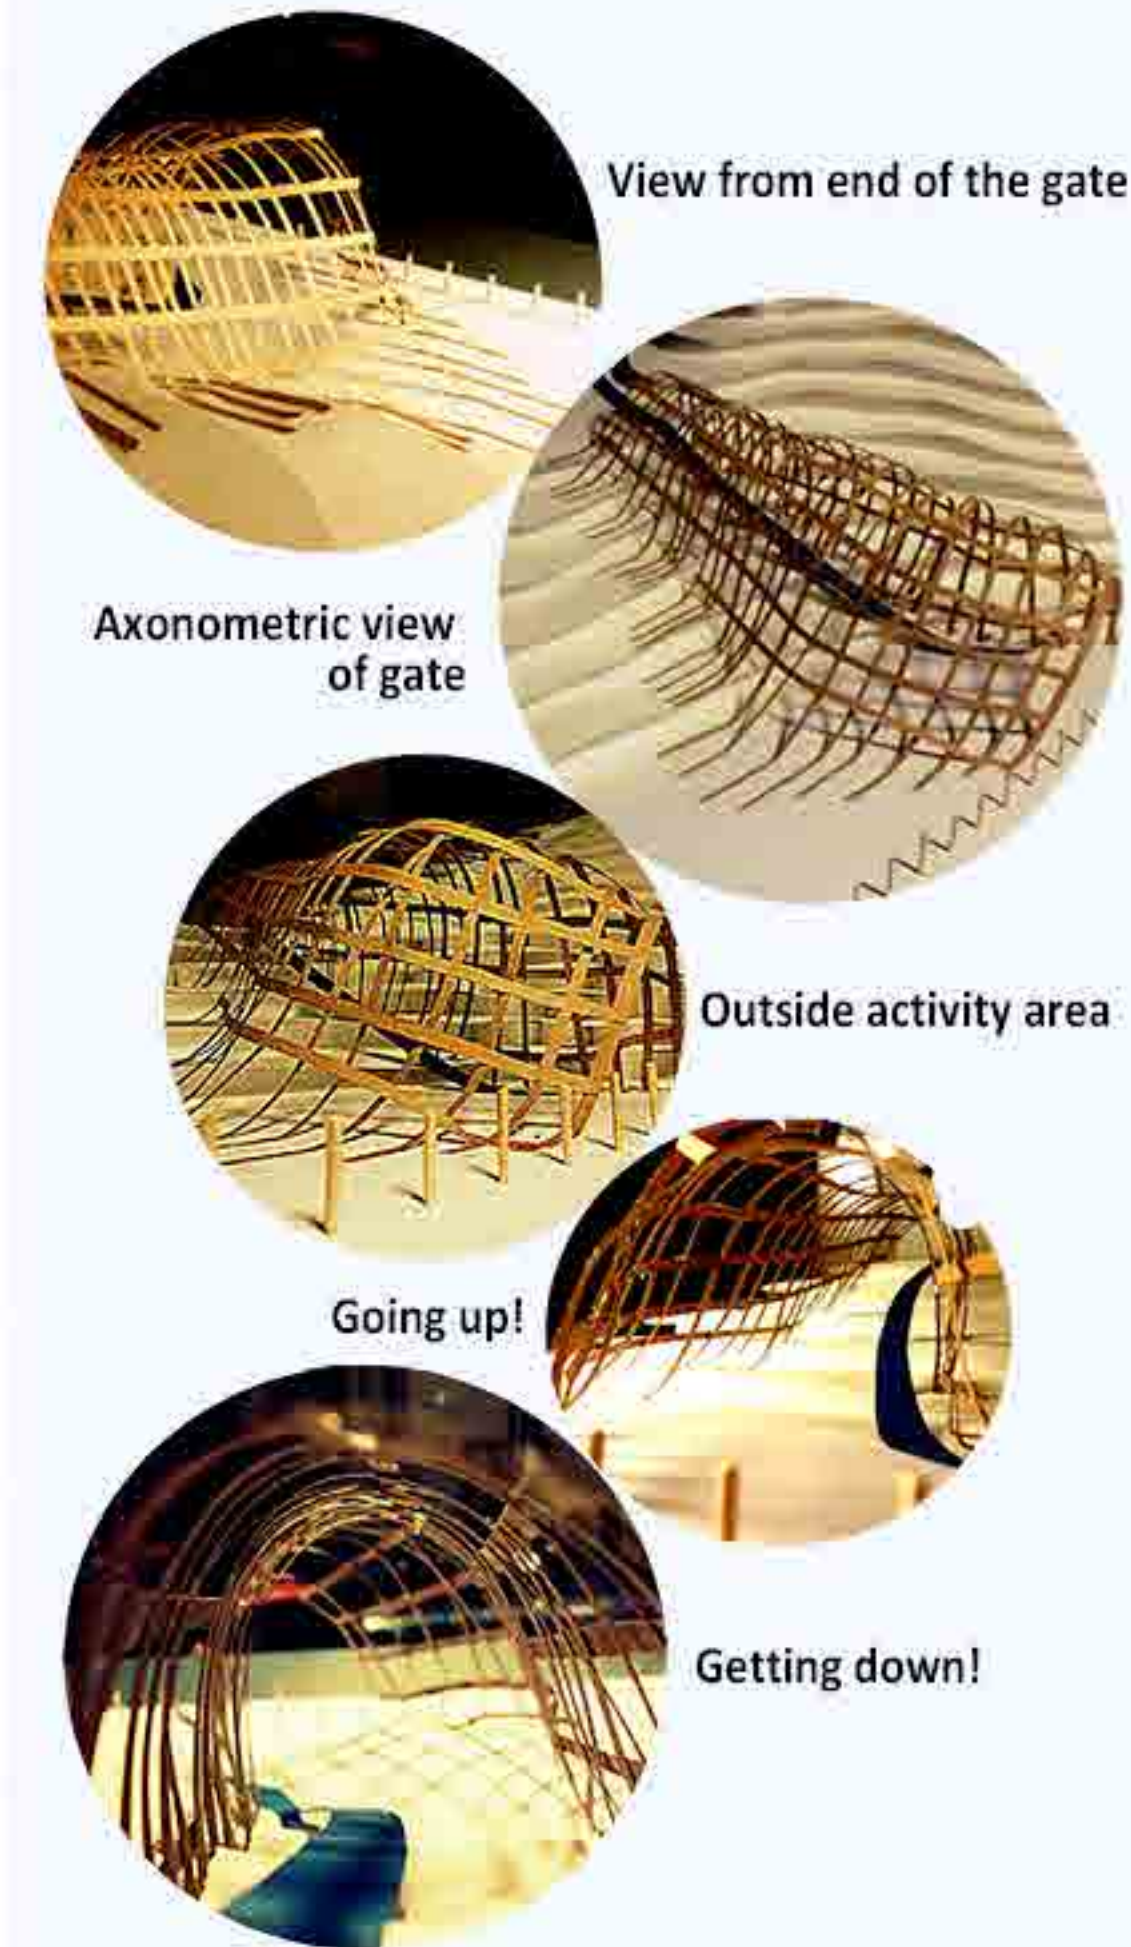 View from end of the gate
Axonometric view
of gate
Outside activity area
Going up!
Getting down!